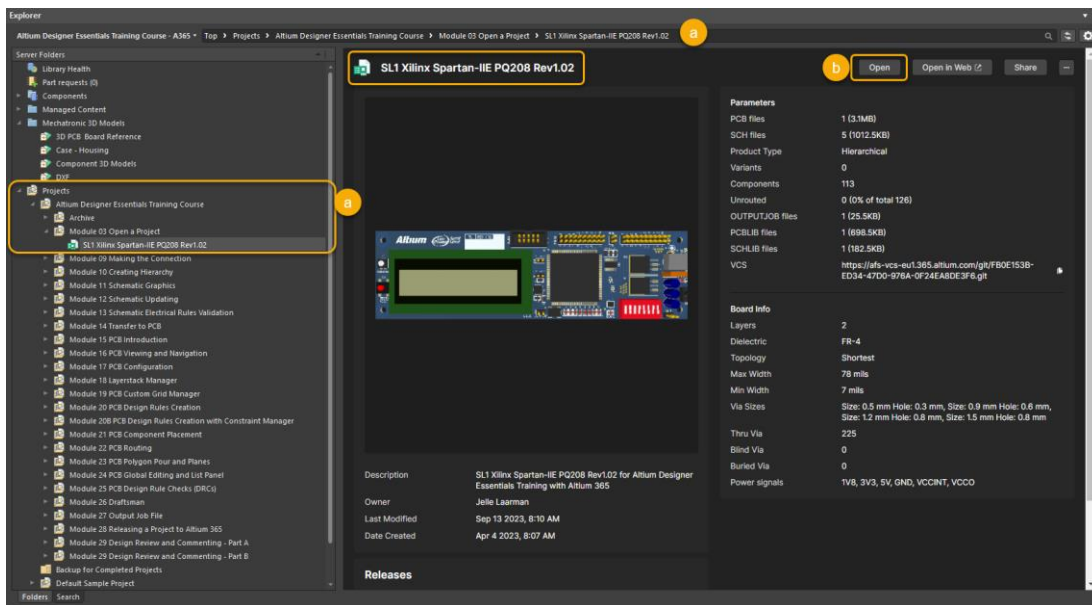 Explorer
Altium Designer Essentials Training Course - A365 Top Projects Altium Designer Essentials Training Course Module 03 Open a Project SL1 Xilinx Spartan-IIE PQ208 Rev1.02
a
Server Folders
Library Health
Part requests (0)
Components
Managed Content
Mechatronic 3D Models
3D PCB Board Reference
Case - Housing
Component 3D Models
DXF
Projects
Altium Designer Essentials Training Course
Archive
Module 03 Open a Project
SL1 Xilinx Spartan-IIE PQ208 Rev1.02
a
Module 09 Making the Connection
Module 10 Creating Hierarchy
Module 11 Schematic Graphics
Module 12 Schematic Updating
Module 13 Schematic Electrical Rules Validation
Module 14 Transfer to PCB
Module 15 PCB Introduction
Module 16 PCB Viewing and Navigation
Module 17 PCB Configuration
Module 18 Layerstack Manager
Module 19 PCB Custom Grid Manager
Module 20 PCB Design Rules Creation
Module 20B PCB Design Rules Creation with Constraint Manager
Module 21 PCB Component Placement
Module 22 PCB Routing
Module 23 PCB Polygon Pour and Planes
Module 24 PCB Global Editing and List Panel
Module 25 PCB Design Rule Checks (DRCs)
Module 26 Draftsman
Module 27 Output Job File
Module 28 Releasing a Project to Altium 365
Module 29 Design Review and Commenting - Part A
Module 29 Design Review and Commenting - Part B
Backup for Completed Projects
Default Sample Project
Folders Search
SL1 Xilinx Spartan-IIE PQ208 Rev1.02
b Open Open in Web Share
Altium
Description SL1 Xilinx Spartan-IIE PQ208 Rev1.02 for Altium Designer
Essentials Training with Altium 365
Owner Jelle Laarman
Last Modified Sep 13 2023, 8:10 AM
Date Created Apr 4 2023, 8:07 AM
Releases
Parameters
PCB files 1 (3.1MB)
SCH files 5 (1012.5KB)
Product Type Hierarchical
Variants 0
Components 113
Unrouted 0 (0% of total 126)
OUTPUTJOB files 1 (25.5KB)
PCBLIB files 1 (698.5KB)
SCHLIB files 1 (182.5KB)
VCS https://afs-vcs-eu1.365.altium.com/git/FB0E153B-
ED34-47D0-976A-0F24EA8DE3F6.git
Board Info
Layers 2
Dielectric FR-4
Topology Shortest
Max Width 78 mils
Min Width 7 mils
Via Sizes Size: 0.5 mm Hole: 0.3 mm, Size: 0.9 mm Hole: 0.6 mm,
Size: 1.2 mm Hole: 0.8 mm, Size: 1.5 mm Hole: 0.8 mm
Thru Via 225
Blind Via 0
Buried Via 0
Power signals 1V8, 3V3, 5V, GND, VCCINT, VCCO